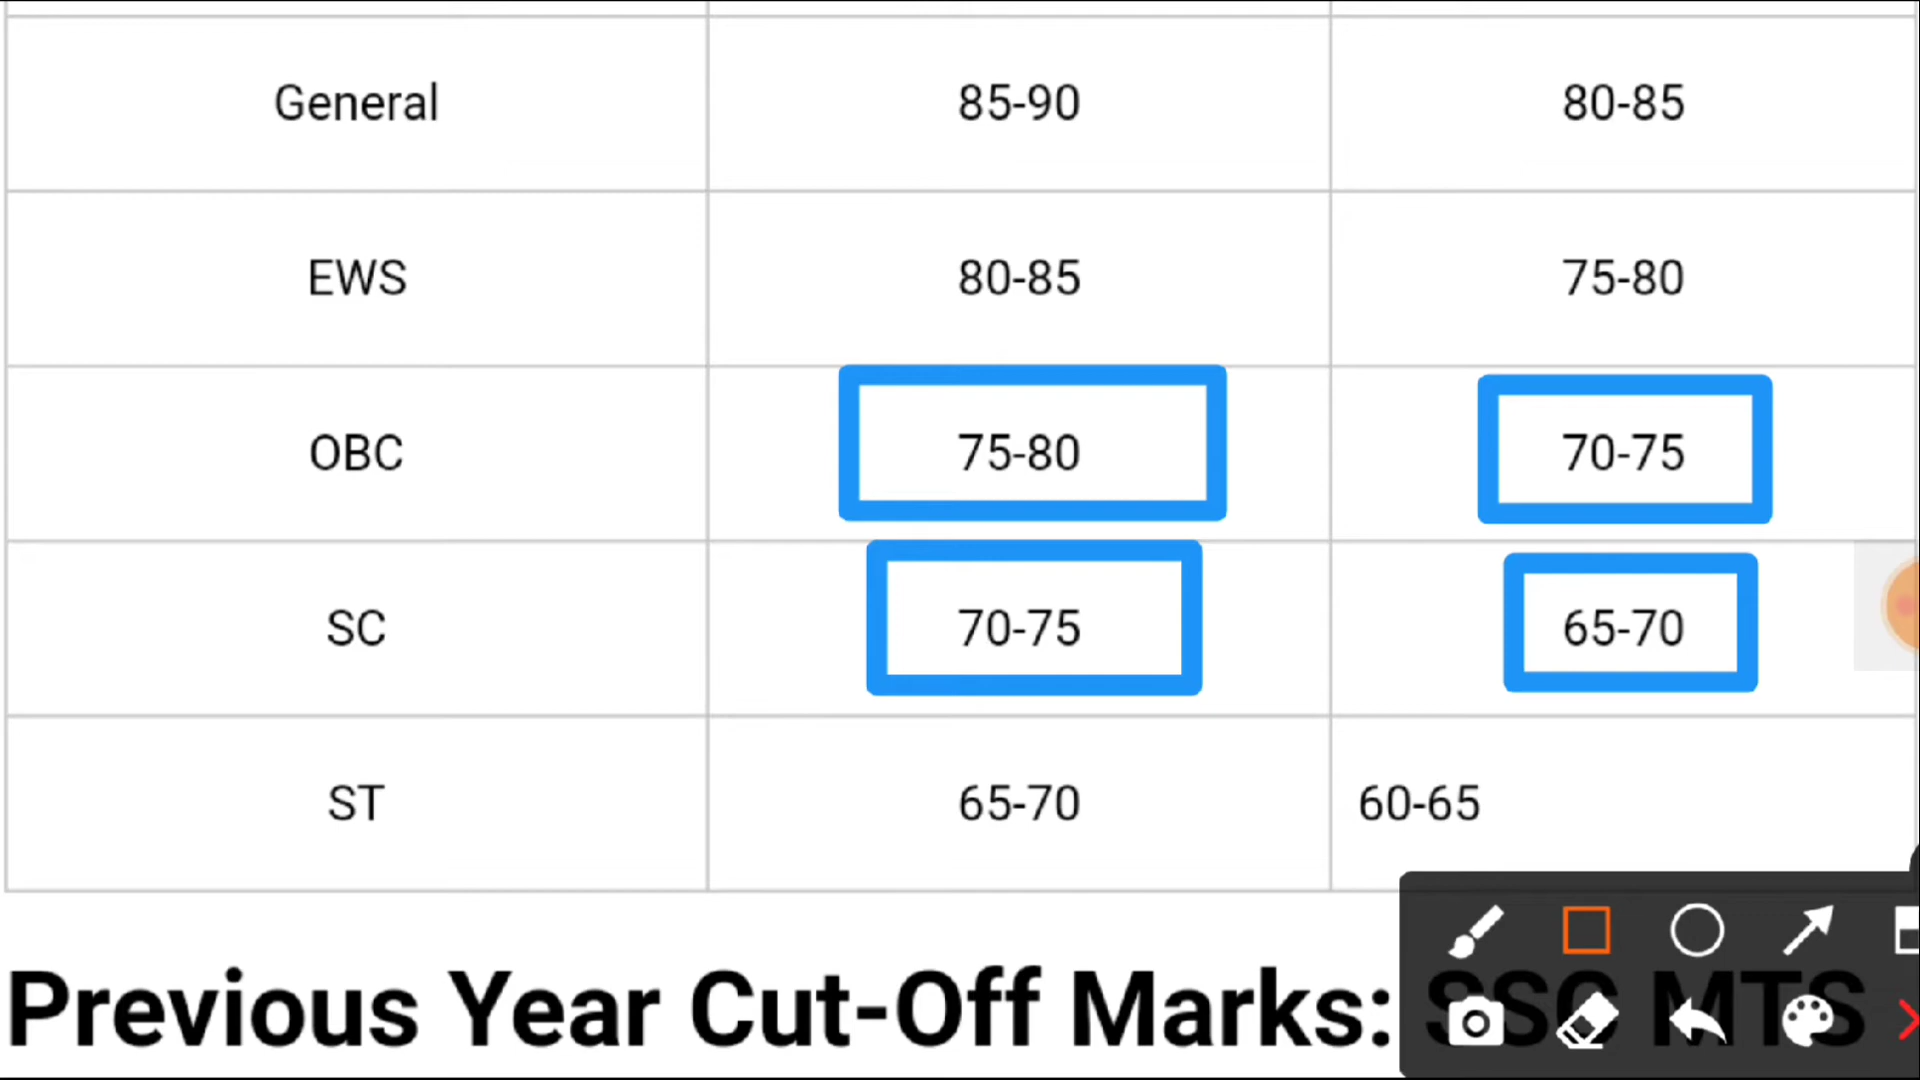 General 85-90 80-85
EWS 80-85 75-80
OBC 75-80 70-75
SC 70-75 65-70
ST 65-70 60-65
Previous Year Cut-Off Marks: SSC MTS